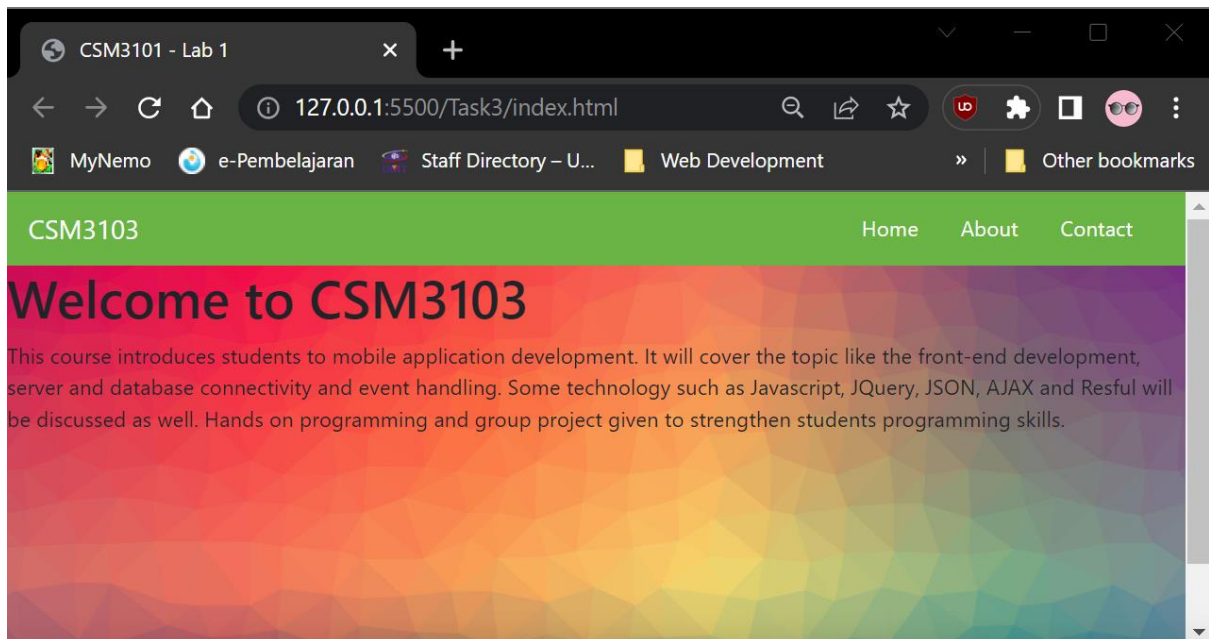 CSM3101 - Lab 1
127.0.0.1:5500/Task3/index.html
MyNemo e-Pembelajaran Staff Directory – U... Web Development » Other bookmarks
CSM3103 Home About Contact
Welcome to CSM3103
This course introduces students to mobile application development. It will cover the topic like the front-end development,
server and database connectivity and event handling. Some technology such as Javascript, JQuery, JSON, AJAX and Resful will
be discussed as well. Hands on programming and group project given to strengthen students programming skills.